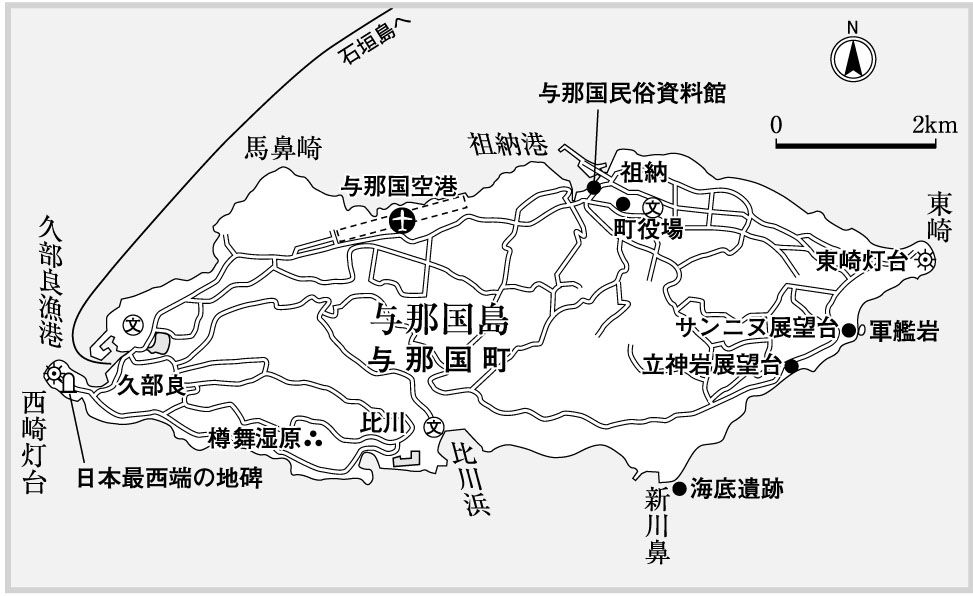 石垣島へ
N
0
2km
与那国民俗資料館
祖納港
馬鼻崎
与那国空港
祖納
文
町役場
東崎
東崎灯台
久部良漁港
文
与那国島
与那国町
サンニヌ展望台
軍艦岩
立神岩展望台
久部良
西崎灯台
日本最西端の地碑
樽舞湿原
比川
文
比川浜
新川鼻
海底遺跡